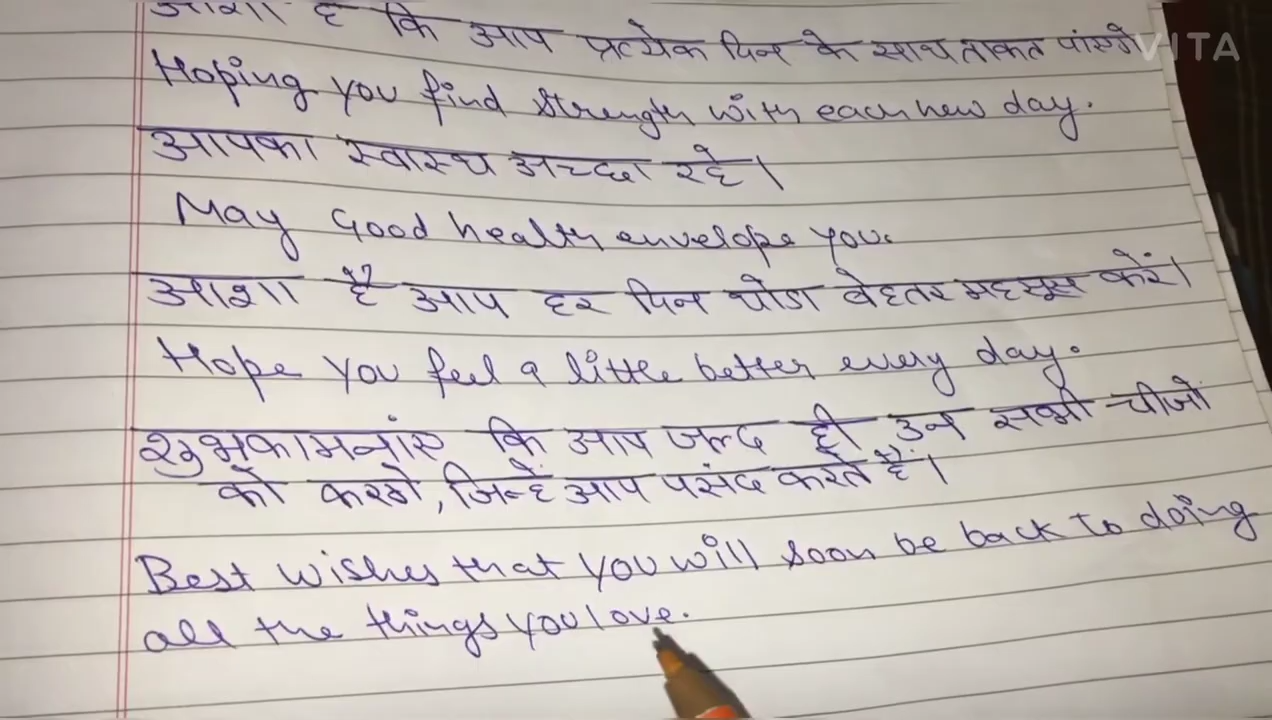 आशा है कि आप प्रत्येक दिन के साथ ताकत पांएगे
VITA
Hoping you find strength with each new day.
आपका स्वास्थ अच्छा रहे।
May Good health envelope you.
आशा है आप हर दिन थोडा बेहतर महसूस करें।
Hope you feel a little better every day.
शुभकामनांए कि आप जल्द ही उन सभी चीजो
को करगे, जिन्हें आप पसंद करते हैं।
Best wishes that you will soon be back to doing
all the things you love.